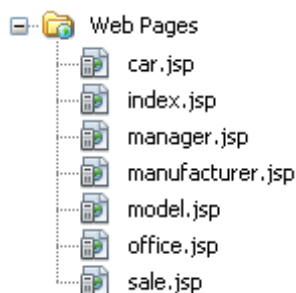 Web Pages
car.jsp
index.jsp
manager.jsp
manufacturer.jsp
model.jsp
office.jsp
sale.jsp